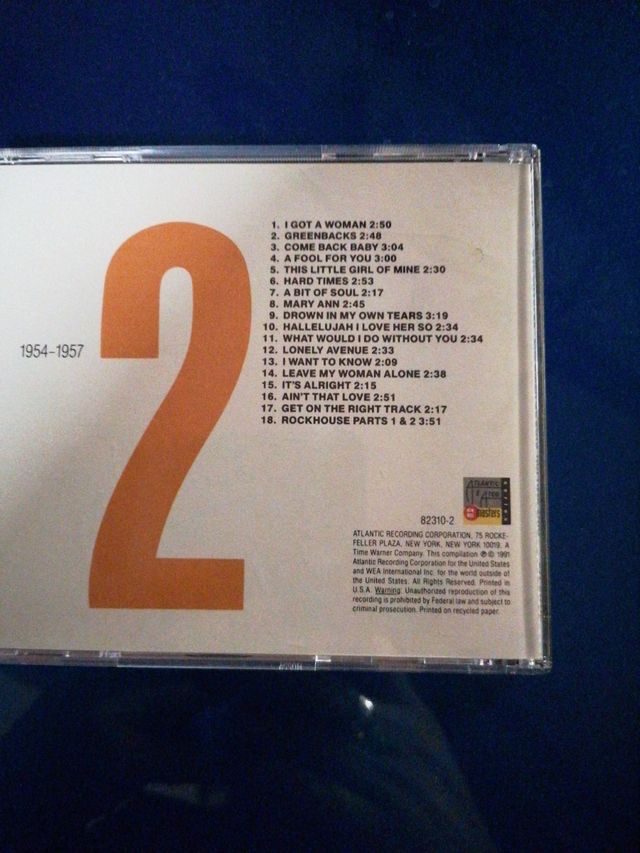 1. I GOT A WOMAN 2:50
2. GREENBACKS 2:48
3. COME BACK BABY 3:04
4. A FOOL FOR YOU 3:00
5. THIS LITTLE GIRL OF MINE 2:30
6. HARD TIMES 2:53
7. A BIT OF SOUL 2:17
8. MARY ANN 2:45
9. DROWN IN MY OWN TEARS 3:19
10. HALLELUJAH I LOVE HER SO 2:34
11. WHAT WOULD I DO WITHOUT YOU 2:34
12. LONELY AVENUE 2:33
13. I WANT TO KNOW 2:09
14. LEAVE MY WOMAN ALONE 2:38
15. IT'S ALRIGHT 2:15
16. AIN'T THAT LOVE 2:51
17. GET ON THE RIGHT TRACK 2:17
18. ROCKHOUSE PARTS 1 & 2 3:51
1954-1957
2
ATLANTIC
masters
82310-2
ATLANTIC RECORDING CORPORATION, 75 ROCKE-
FELLER PLAZA, NEW YORK, NEW YORK 10019. A
Time Warner Company. This compilation ℗ © 1991
Atlantic Recording Corporation for the United States
and WEA International Inc. for the world outside of
the United States. All Rights Reserved. Printed in
U.S.A. Warning: Unauthorized reproduction of this
recording is prohibited by Federal law and subject to
criminal prosecution. Printed on recycled paper.